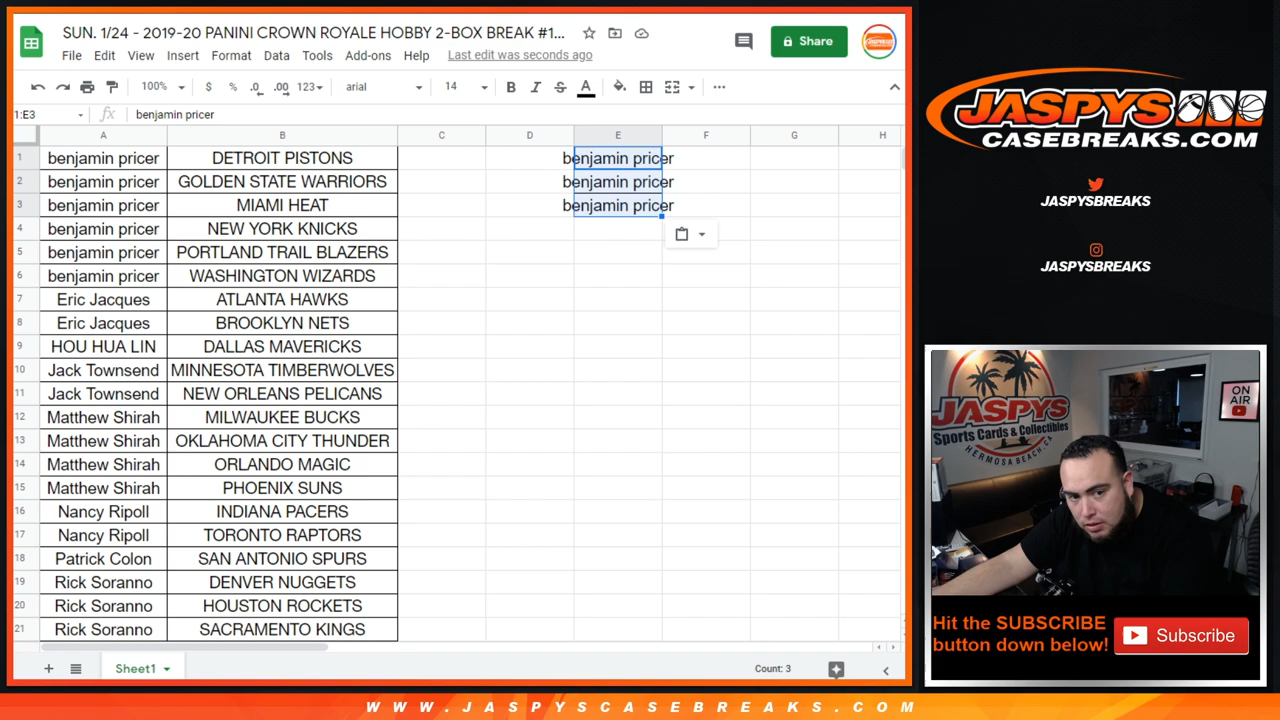 SUN. 1/24 - 2019-20 PANINI CROWN ROYALE HOBBY 2-BOX BREAK #1...
Share
File Edit View Insert Format Data Tools Add-ons Help Last edit was seconds ago
100% $ % .0 .00 123 arial 14 B I S A
1:E3 fx benjamin pricer
A B C D E F G H
1 benjamin pricer DETROIT PISTONS benjamin pricer
2 benjamin pricer GOLDEN STATE WARRIORS benjamin pricer
3 benjamin pricer MIAMI HEAT benjamin pricer
4 benjamin pricer NEW YORK KNICKS
5 benjamin pricer PORTLAND TRAIL BLAZERS
6 benjamin pricer WASHINGTON WIZARDS
7 Eric Jacques ATLANTA HAWKS
8 Eric Jacques BROOKLYN NETS
9 HOU HUA LIN DALLAS MAVERICKS
10 Jack Townsend MINNESOTA TIMBERWOLVES
11 Jack Townsend NEW ORLEANS PELICANS
12 Matthew Shirah MILWAUKEE BUCKS
13 Matthew Shirah OKLAHOMA CITY THUNDER
14 Matthew Shirah ORLANDO MAGIC
15 Matthew Shirah PHOENIX SUNS
16 Nancy Ripoll INDIANA PACERS
17 Nancy Ripoll TORONTO RAPTORS
18 Patrick Colon SAN ANTONIO SPURS
19 Rick Soranno DENVER NUGGETS
20 Rick Soranno HOUSTON ROCKETS
21 Rick Soranno SACRAMENTO KINGS
Sheet1 Count: 3
JASPYS
CASEBREAKS.COM
JASPYSBREAKS
JASPYSBREAKS
JASPYS
Sports Cards & Collectibles
HERMOSA BEACH, CA
ON
AIR
Hit the SUBSCRIBE
button down below!
Subscribe
WWW.JASPYSCASEBREAKS.COM